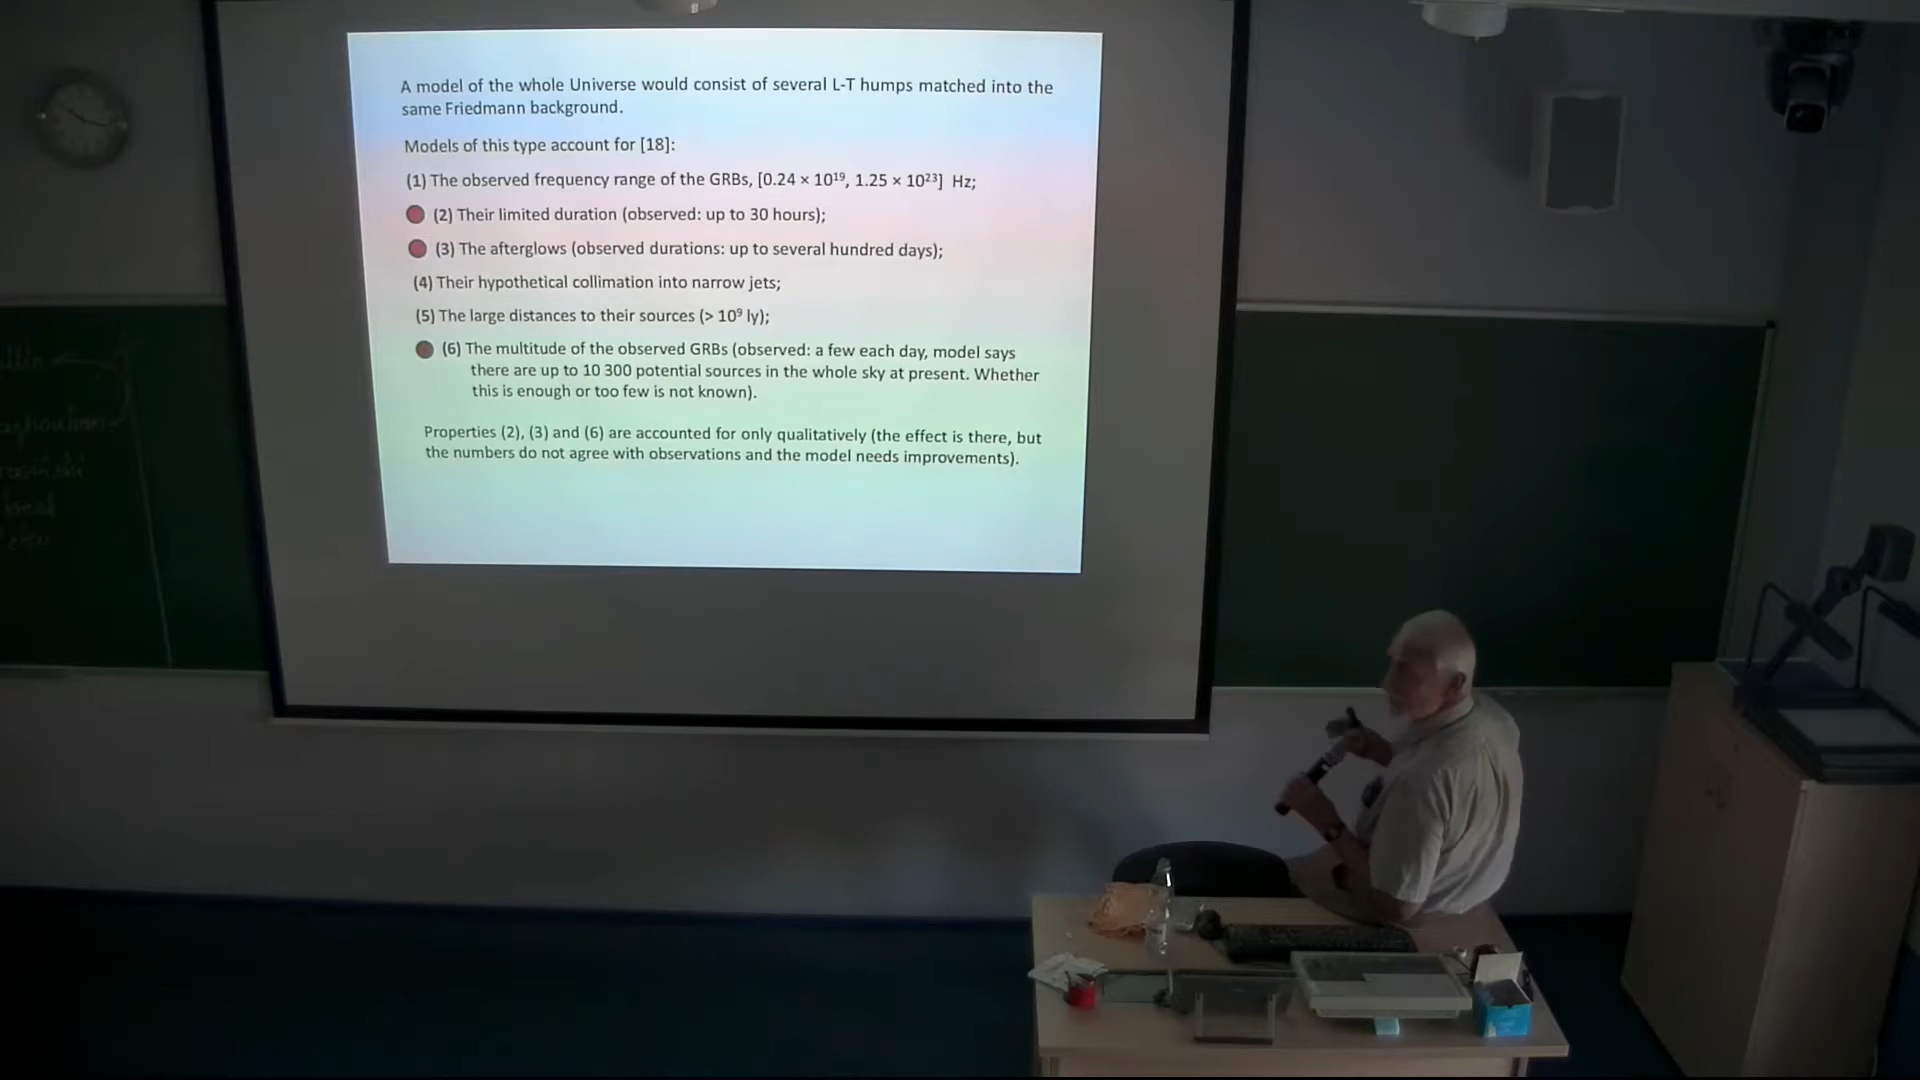 A model of the whole Universe would consist of several L-T humps matched into the
same Friedmann background.
Models of this type account for [18]:
(1) The observed frequency range of the GRBs, [0.24 × 10¹⁹, 1.25 × 10²³] Hz;
(2) Their limited duration (observed: up to 30 hours);
(3) The afterglows (observed durations: up to several hundred days);
(4) Their hypothetical collimation into narrow jets;
(5) The large distances to their sources (> 10⁹ ly);
(6) The multitude of the observed GRBs (observed: a few each day, model says
there are up to 10 300 potential sources in the whole sky at present. Whether
this is enough or too few is not known).
Properties (2), (3) and (6) are accounted for only qualitatively (the effect is there, but
the numbers do not agree with observations and the model needs improvements).